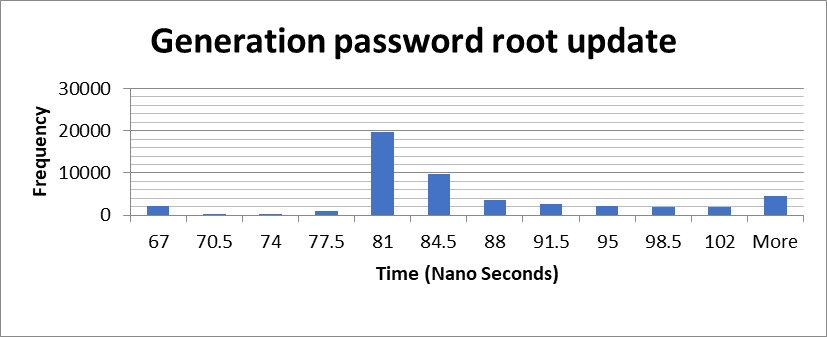 Generation password root update
Frequency
30000
20000
10000
0
67 70.5 74 77.5 81 84.5 88 91.5 95 98.5 102 More
Time (Nano Seconds)